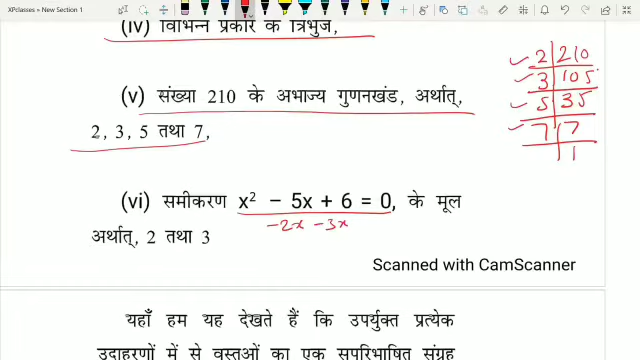 XPclasses > New Section 1
(iv) विभिन्न प्रकार के त्रिभुज,
(v) संख्या 210 के अभाज्य गुणनखंड, अर्थात्,
2, 3, 5 तथा 7,
2 210
3 105
5 35
7 7
1
(vi) समीकरण x² – 5x + 6 = 0, के मूल
-2x -3x
अर्थात्, 2 तथा 3
Scanned with CamScanner
यहाँ हम यह देखते हैं कि उपर्युक्त प्रत्येक
उदाहरणों में से वस्तुओं का एक सुपरिभाषित संग्रह